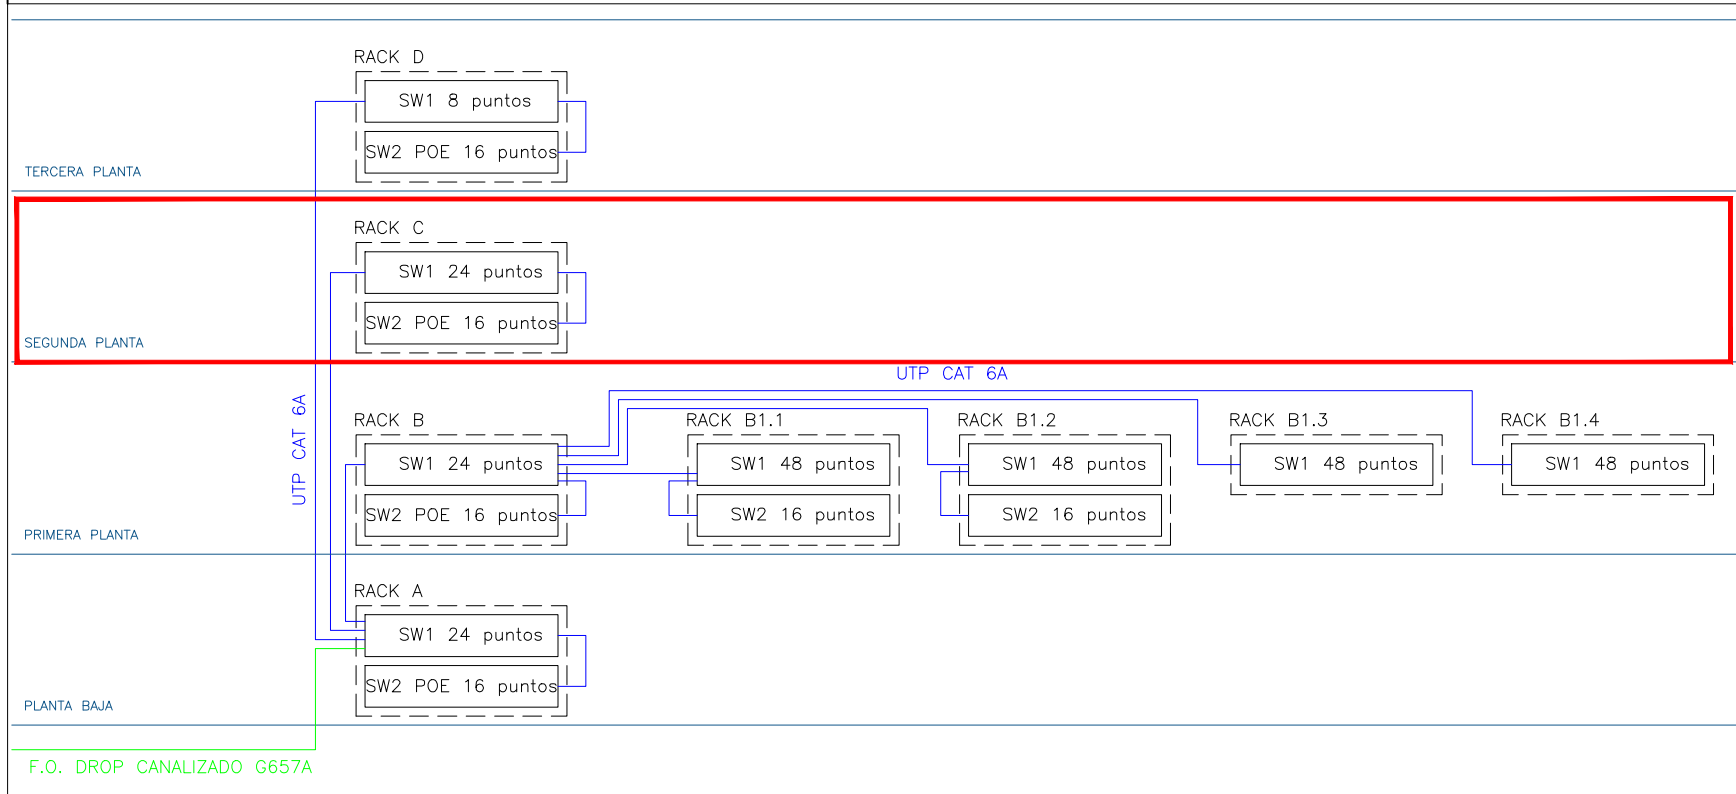 RACK D
SW1 8 puntos
SW2 POE 16 puntos
TERCERA PLANTA
RACK C
SW1 24 puntos
SW2 POE 16 puntos
SEGUNDA PLANTA
UTP CAT 6A
UTP CAT 6A
RACK B
SW1 24 puntos
SW2 POE 16 puntos
RACK B1.1
SW1 48 puntos
SW2 16 puntos
RACK B1.2
SW1 48 puntos
SW2 16 puntos
RACK B1.3
SW1 48 puntos
RACK B1.4
SW1 48 puntos
PRIMERA PLANTA
RACK A
SW1 24 puntos
SW2 POE 16 puntos
PLANTA BAJA
F.O. DROP CANALIZADO G657A